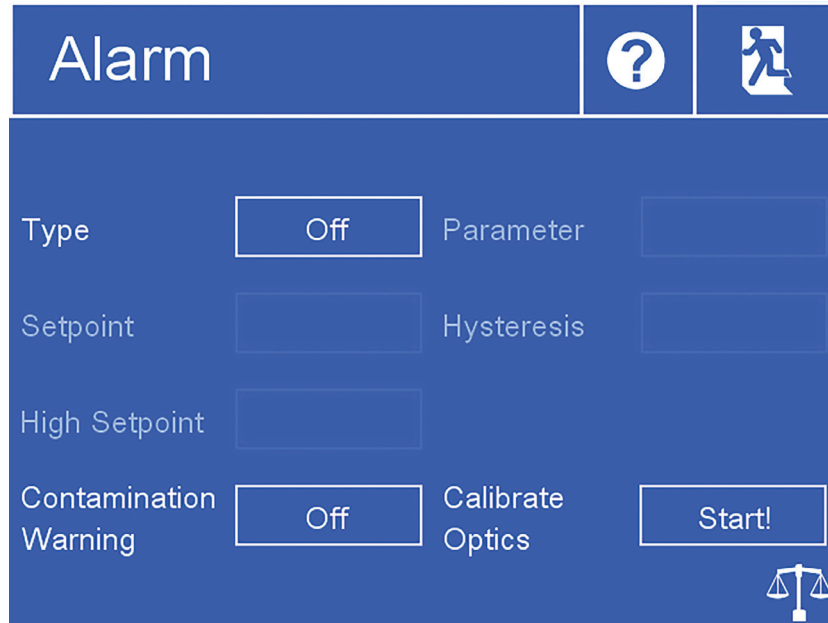 Alarm
?
Type
Off
Parameter
Setpoint
Hysteresis
High Setpoint
Contamination
Warning
Off
Calibrate
Optics
Start!